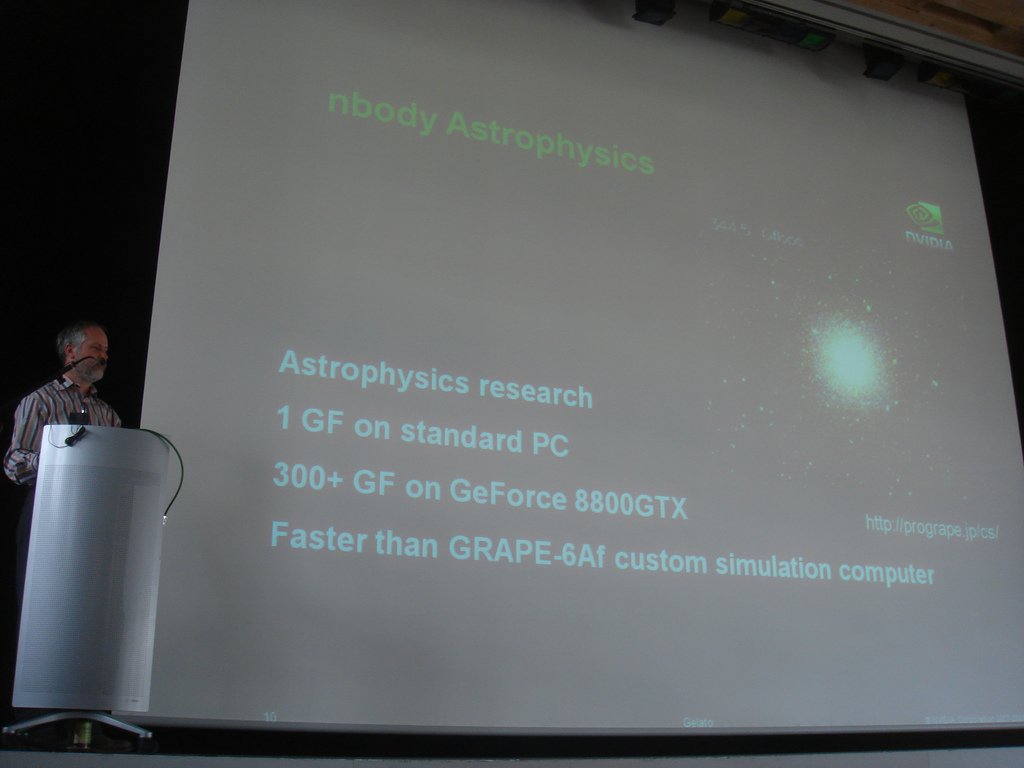 nbody Astrophysics
344.5 Gflops
NVIDIA
Astrophysics research
1 GF on standard PC
300+ GF on GeForce 8800GTX
http://progrape.jp/cs/
Faster than GRAPE-6Af custom simulation computer
10
Gelato